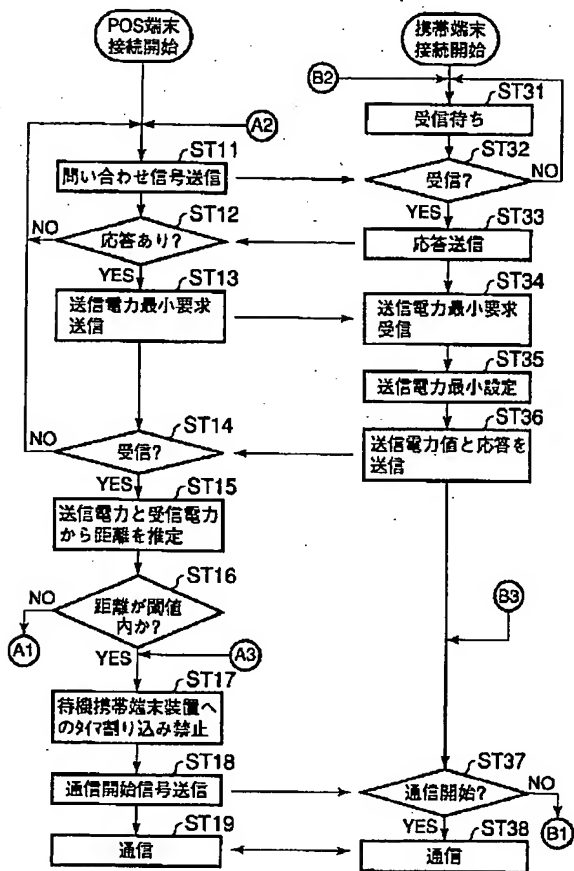 POS端末
接続開始
A2
ST11
問い合わせ信号送信
ST12
NO
応答あり?
YES
ST13
送信電力最小要求
送信
ST14
NO
受信?
YES
ST15
送信電力と受信電力
から距離を推定
ST16
NO
距離が閾値
内か?
A1
YES
A3
ST17
待機携帯端末装置へ
のタイマ割り込み禁止
ST18
通信開始信号送信
ST19
通信
携帯端末
接続開始
B2
ST31
受信待ち
ST32
受信?
NO
YES
ST33
応答送信
ST34
送信電力最小要求
受信
ST35
送信電力最小設定
ST36
送信電力値と応答を
送信
B3
ST37
通信開始?
NO
YES
B1
ST38
通信